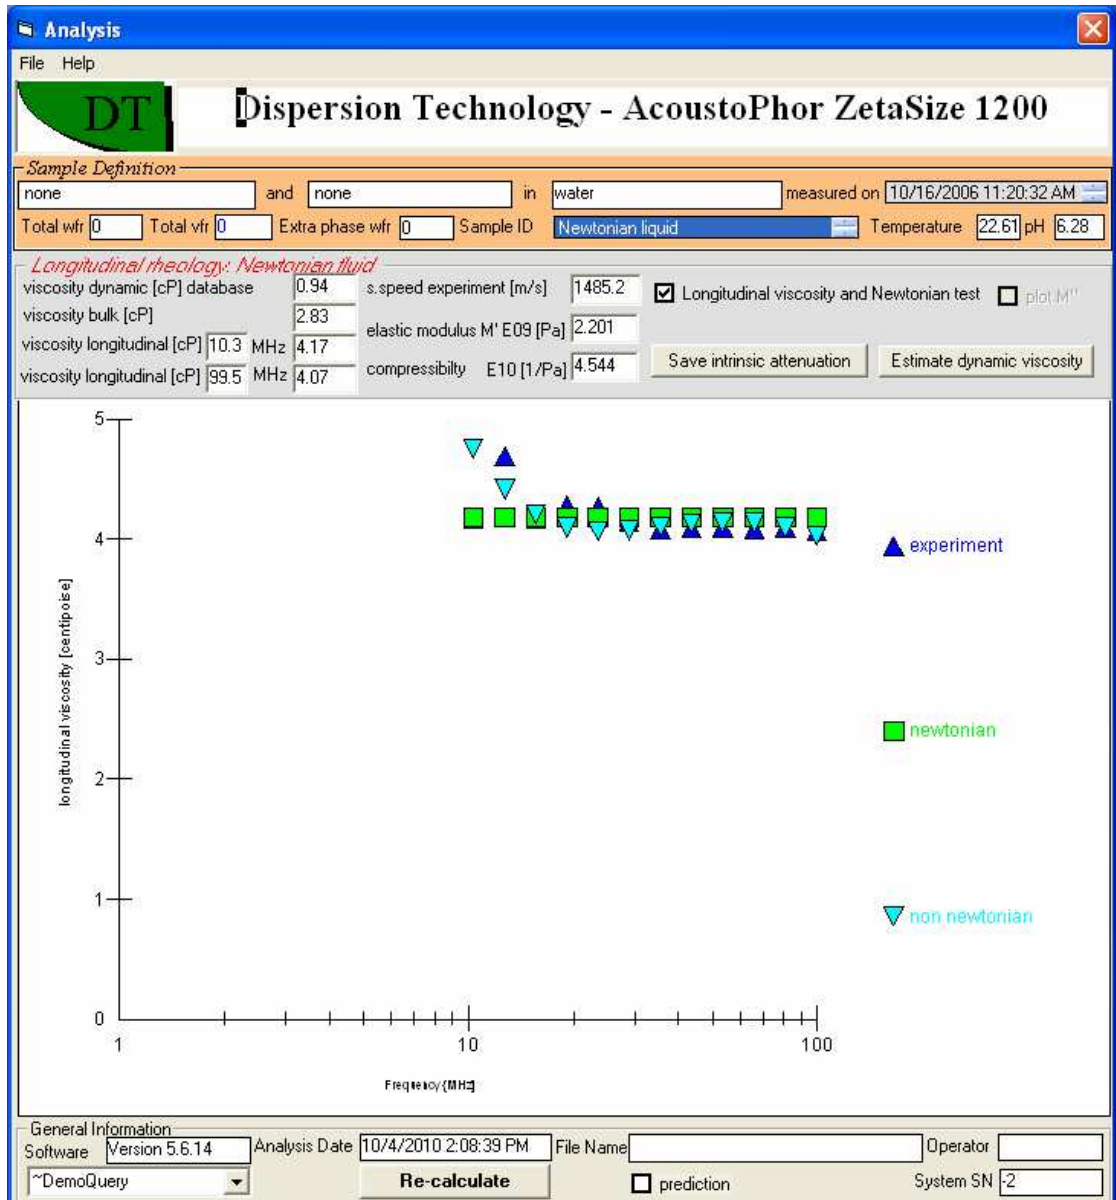 Analysis
File Help
DT
Dispersion Technology - AcoustoPhor ZetaSize 1200
Sample Definition
none and none in water measured on 10/16/2006 11:20:32 AM
Total wfr 0 Total vfr 0 Extra phase wfr 0 Sample ID Newtonian liquid Temperature 22.61 pH 6.28
Longitudinal rheology: Newtonian fluid
viscosity dynamic [cP] database 0.94 s.speed experiment [m/s] 1485.2 Longitudinal viscosity and Newtonian test plot M''
viscosity bulk [cP] 2.83 elastic modulus M' E09 [Pa] 2.201
viscosity longitudinal [cP] 10.3 MHz 4.17 compressibilty E10 [1/Pa] 4.544 Save intrinsic attenuation Estimate dynamic viscosity
viscosity longitudinal [cP] 99.5 MHz 4.07
5
4
3
2
1
0
longitudinal viscosity [centipoise]
1 10 100
Frequency [MHz]
experiment
newtonian
non newtonian
General Information
Software Version 5.6.14 Analysis Date 10/4/2010 2:08:39 PM File Name Operator
~DemoQuery Re-calculate prediction System SN -2